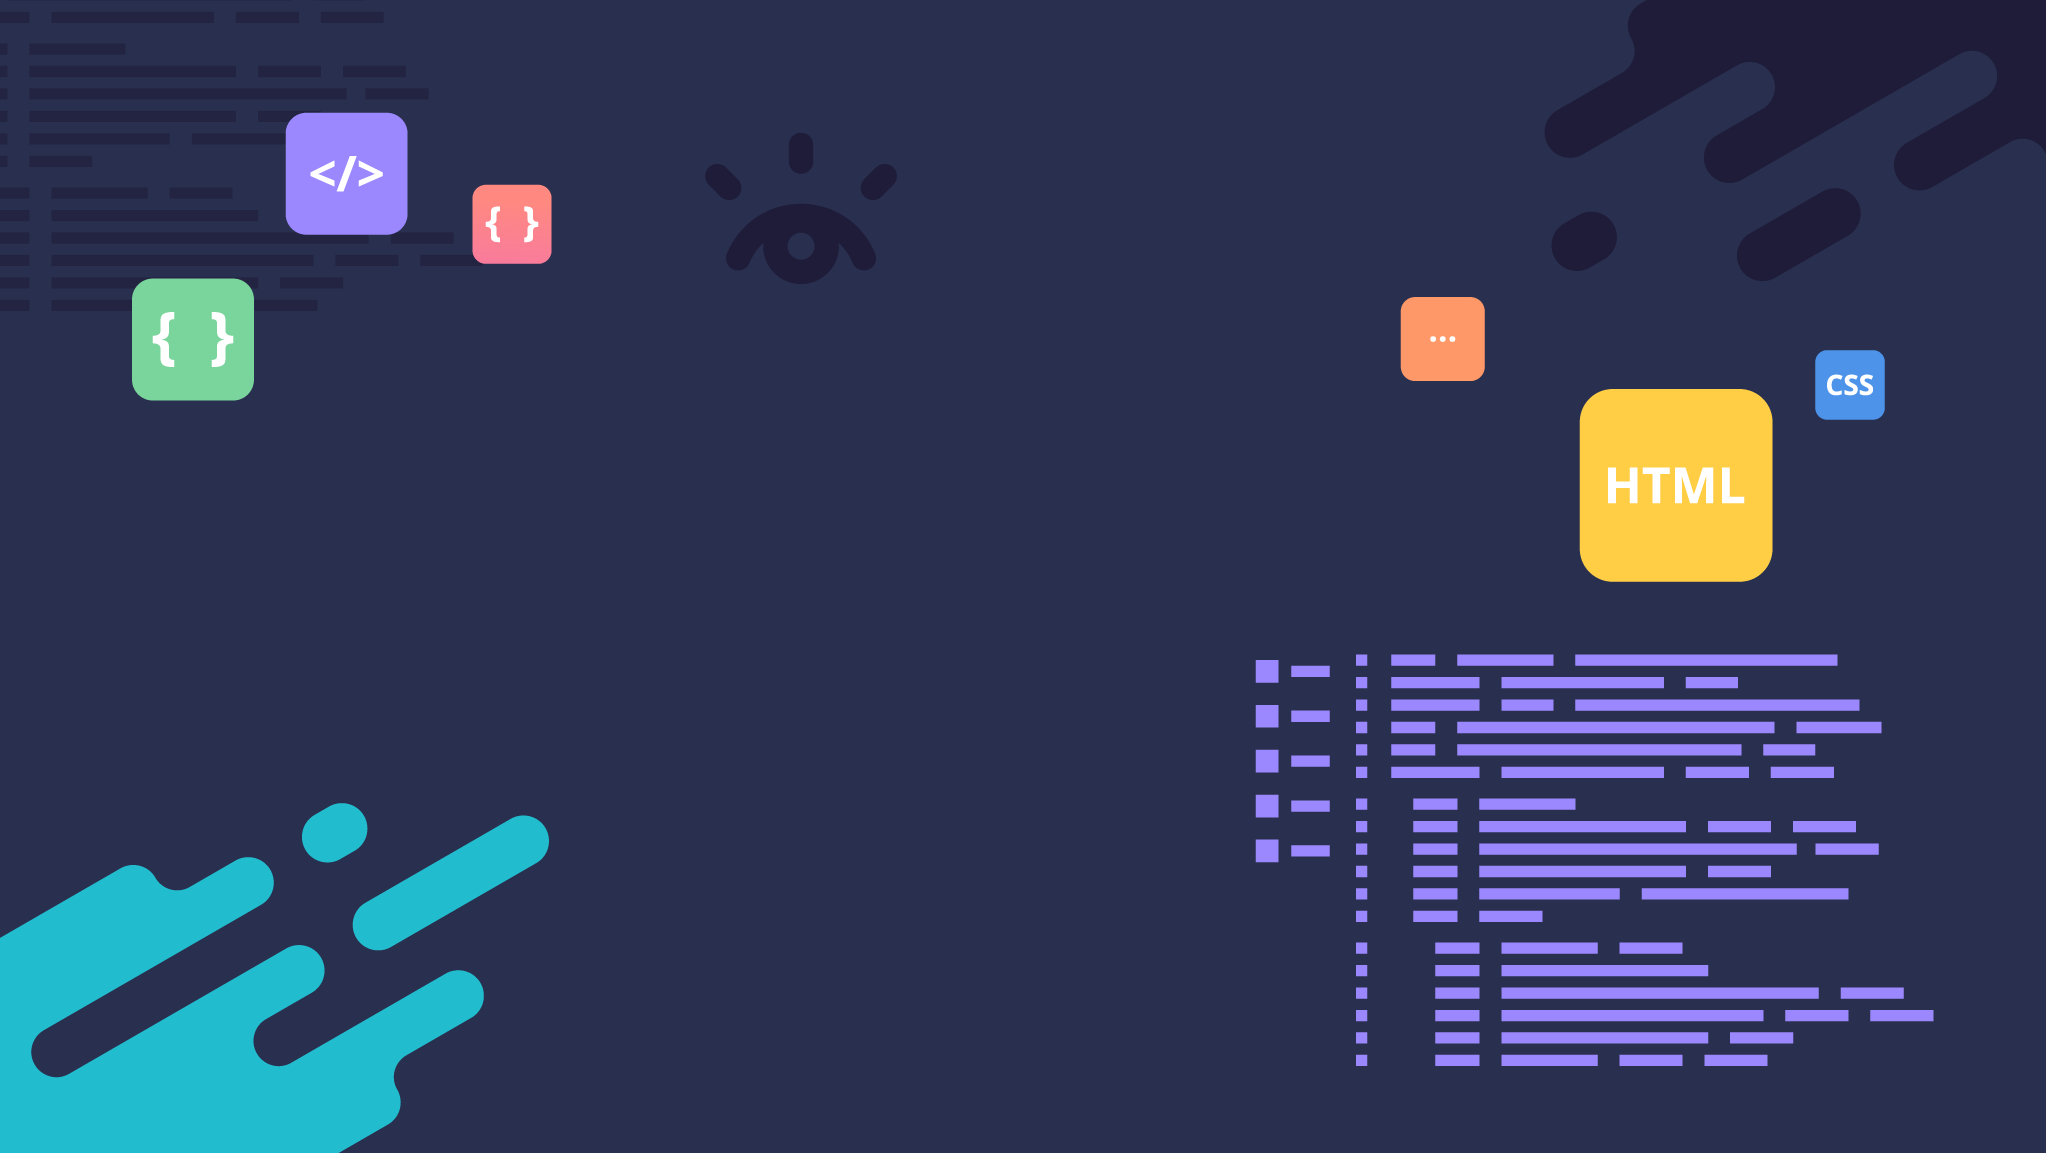 </>
{ }
{ }
...
CSS
HTML